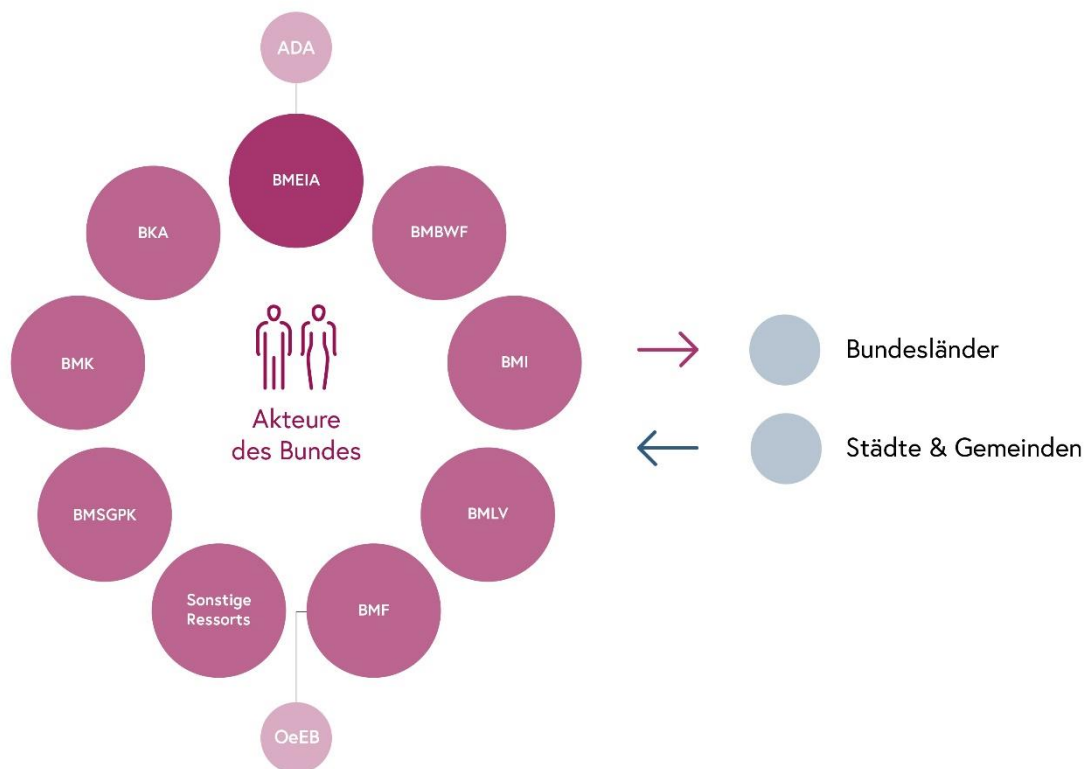 ADA
BMEIA
BKA
BMBWF
BMK
BMI
Akteure
des Bundes
BMSGPK
BMLV
Sonstige
Ressorts
BMF
OeEB
Bundesländer
Städte & Gemeinden